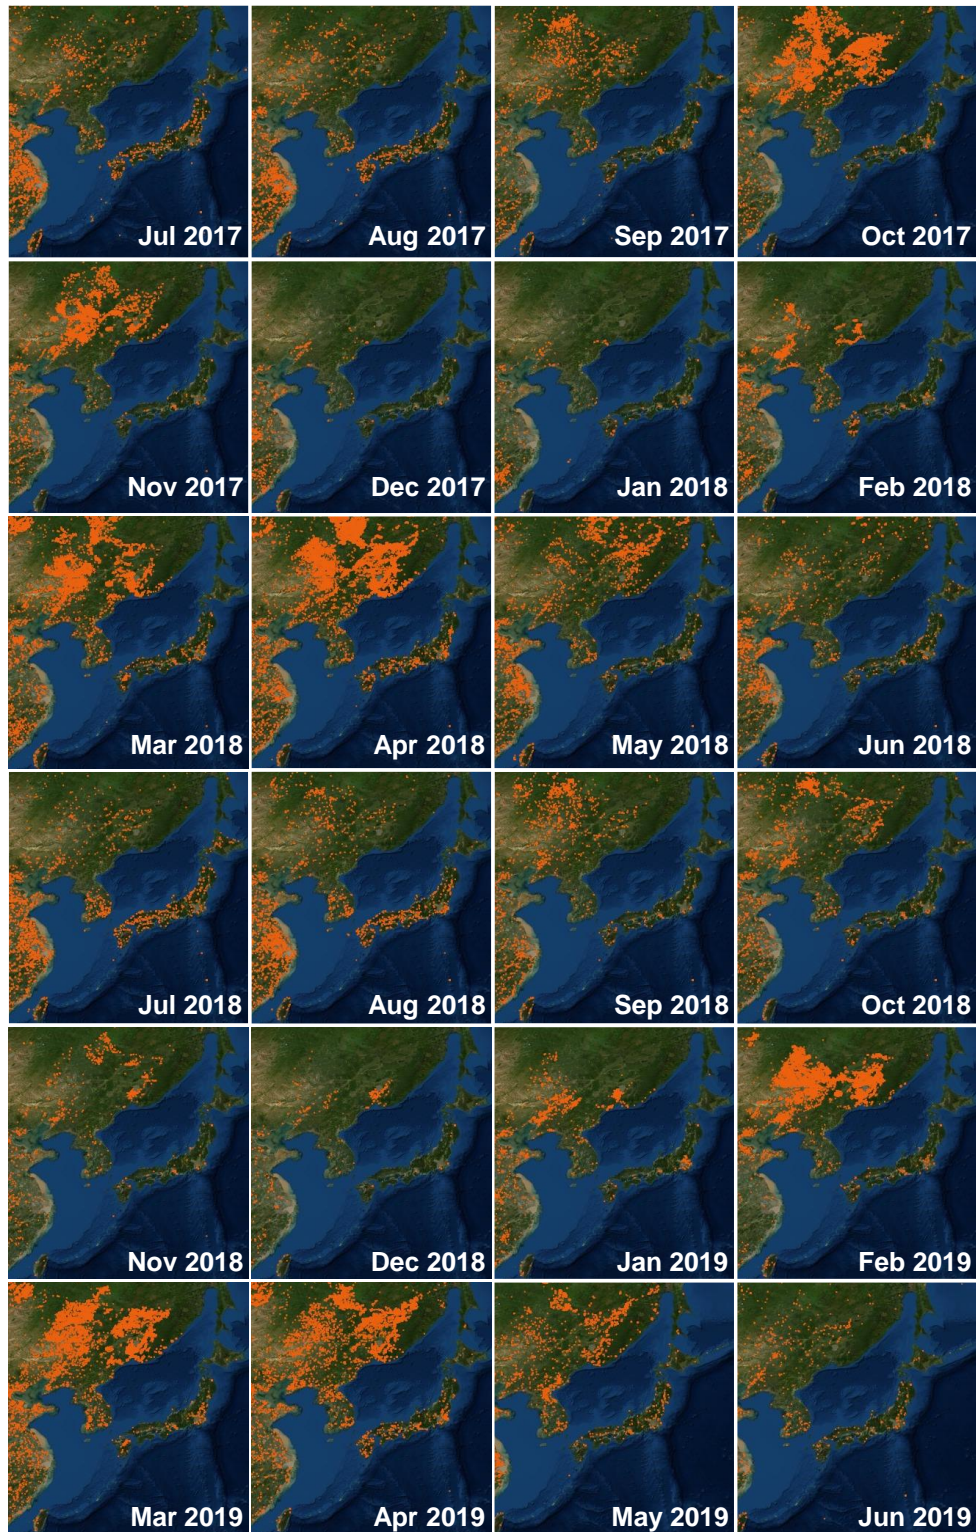 Jul 2017
Aug 2017
Sep 2017
Oct 2017
Nov 2017
Dec 2017
Jan 2018
Feb 2018
Mar 2018
Apr 2018
May 2018
Jun 2018
Jul 2018
Aug 2018
Sep 2018
Oct 2018
Nov 2018
Dec 2018
Jan 2019
Feb 2019
Mar 2019
Apr 2019
May 2019
Jun 2019